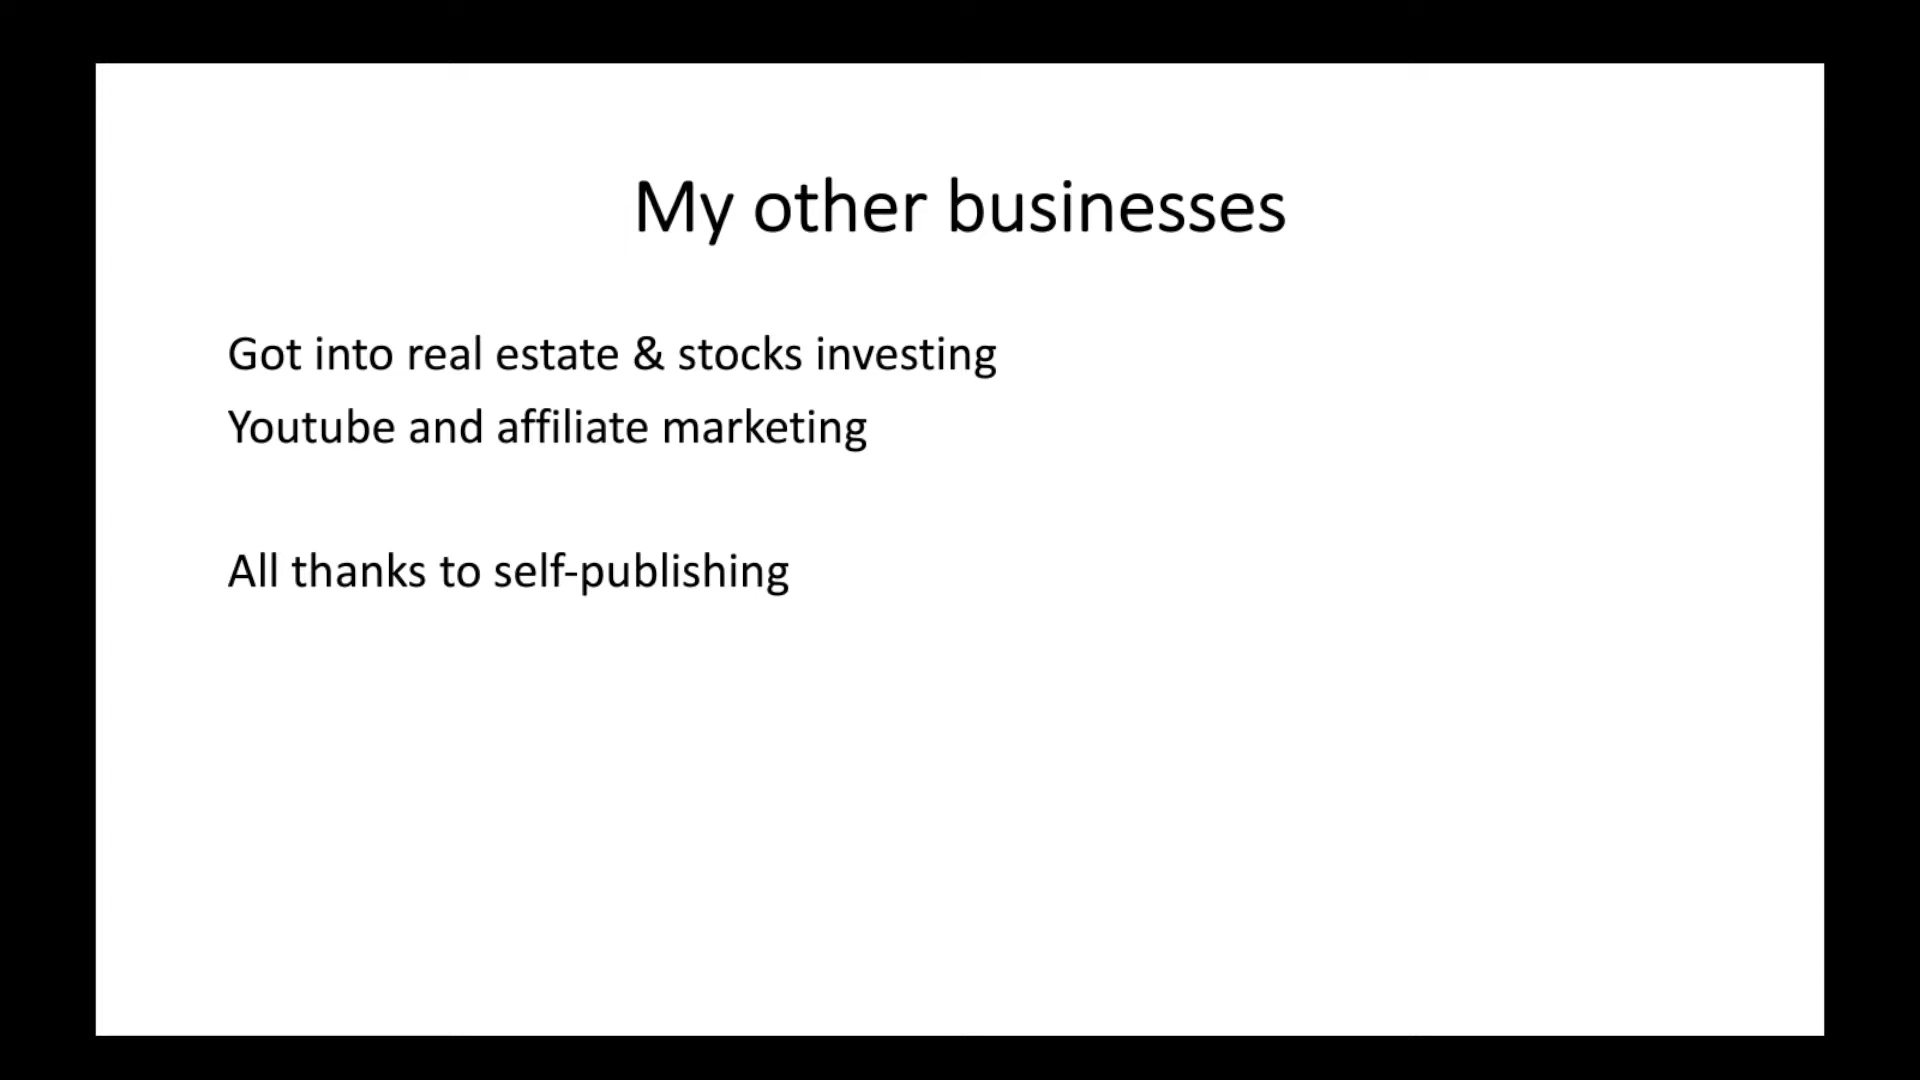 My other businesses
Got into real estate & stocks investing
Youtube and affiliate marketing
All thanks to self-publishing